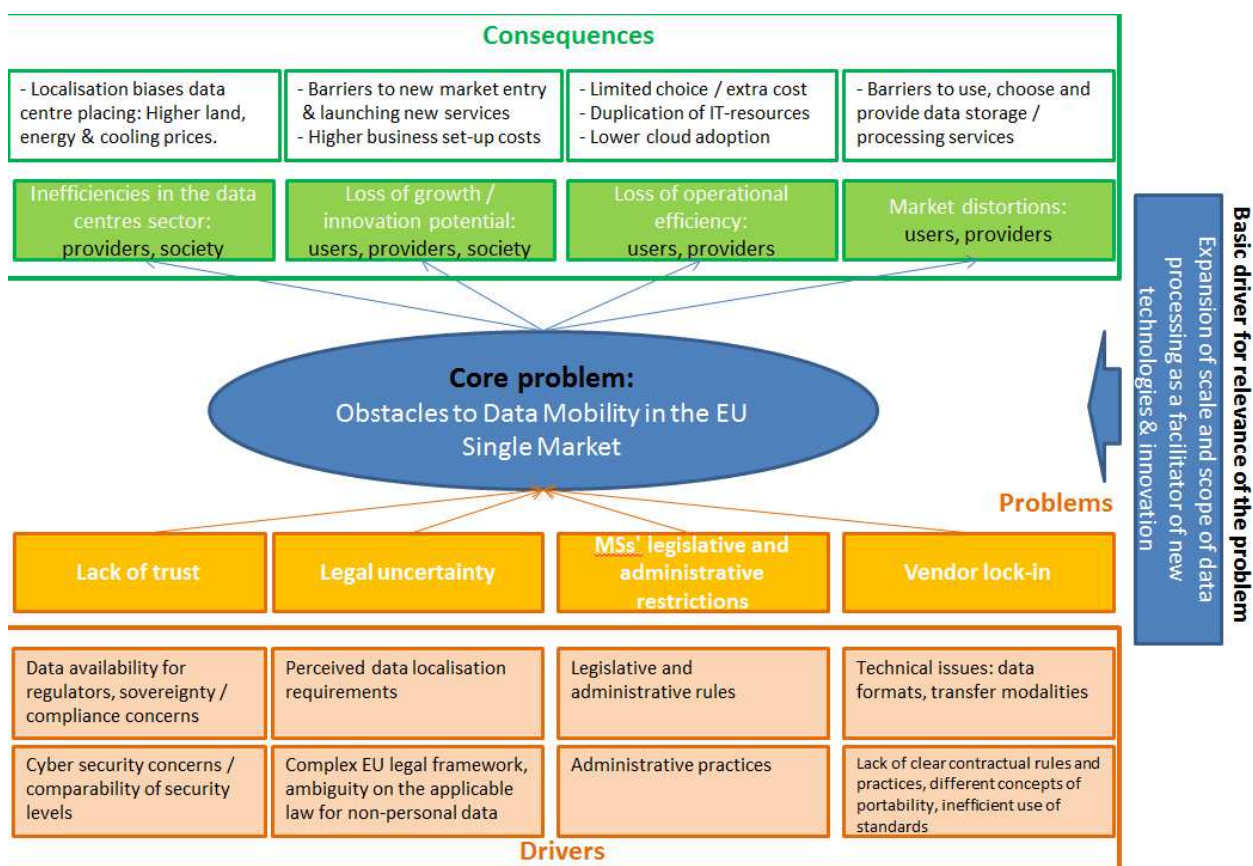 Consequences
- Localisation biases data
centre placing: Higher land,
energy & cooling prices.
- Barriers to new market entry
& launching new services
- Higher business set-up costs
- Limited choice / extra cost
- Duplication of IT-resources
- Lower cloud adoption
- Barriers to use, choose and
provide data storage /
processing services
Inefficiencies in the data
centres sector:
providers, society
Loss of growth /
innovation potential:
users, providers, society
Loss of operational
efficiency:
users, providers
Market distortions:
users, providers
Core problem:
Obstacles to Data Mobility in the EU
Single Market
Basic driver for relevance of the problem
Expansion of scale and scope of data
processing as a facilitator of new
technologies & innovation
Problems
Lack of trust
Legal uncertainty
MSs' legislative and
administrative
restrictions
Vendor lock-in
Data availability for
regulators, sovereignty /
compliance concerns
Perceived data localisation
requirements
Legislative and
administrative rules
Technical issues: data
formats, transfer modalities
Cyber security concerns /
comparability of security
levels
Complex EU legal framework,
ambiguity on the applicable
law for non-personal data
Administrative practices
Lack of clear contractual rules and
practices, different concepts of
portability, inefficient use of
standards
Drivers